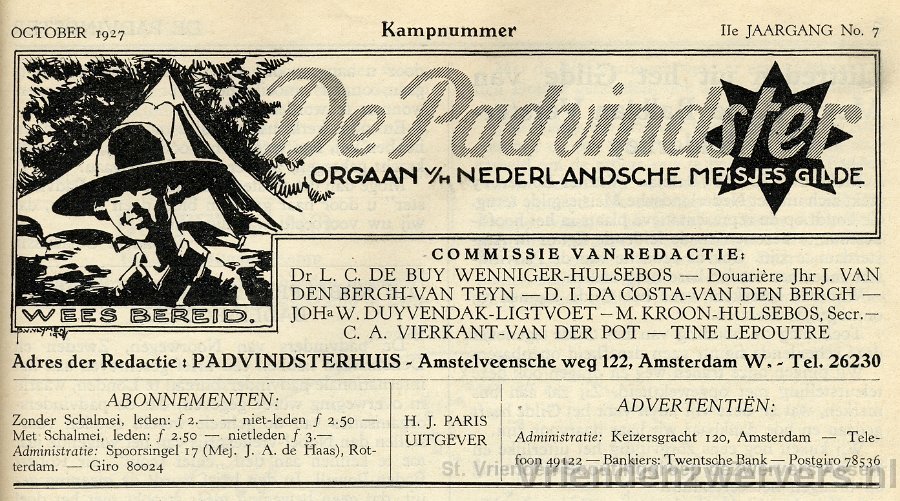 OCTOBER 1927
Kampnummer
IIe JAARGANG No. 7
De Padvindster
ORGAAN V/H NEDERLANDSCHE MEISJES GILDE
WEES BEREID.
COMMISSIE VAN REDACTIE:
Dr L. C. DE BUY WENNIGER-HULSEBOS — Douarière Jhr J. VAN
DEN BERGH-VAN TEYN — D. I. DA COSTA-VAN DEN BERGH —
JOHa W. DUYVENDAK-LIGTVOET — M. KROON-HULSEBOS, Secr. —
C. A. VIERKANT-VAN DER POT — TINE LEPOUTRE
Adres der Redactie : PADVINDSTERHUIS - Amstelveensche weg 122, Amsterdam W. - Tel. 26230
ABONNEMENTEN:
Zonder Schalmei, leden: f 2.— — niet-leden f 2.50 —
Met Schalmei, leden: f 2.50 — nietleden f 3.—
Administratie: Spoorsingel 17 (Mej. J. A. de Haas), Rot-
terdam. — Giro 80024
H. J. PARIS
UITGEVER
ADVERTENTIËN:
Administratie: Keizersgracht 120, Amsterdam — Tele-
foon 49122 — Bankiers: Twentsche Bank — Postgiro 78536
Vriendenzwervers.nl